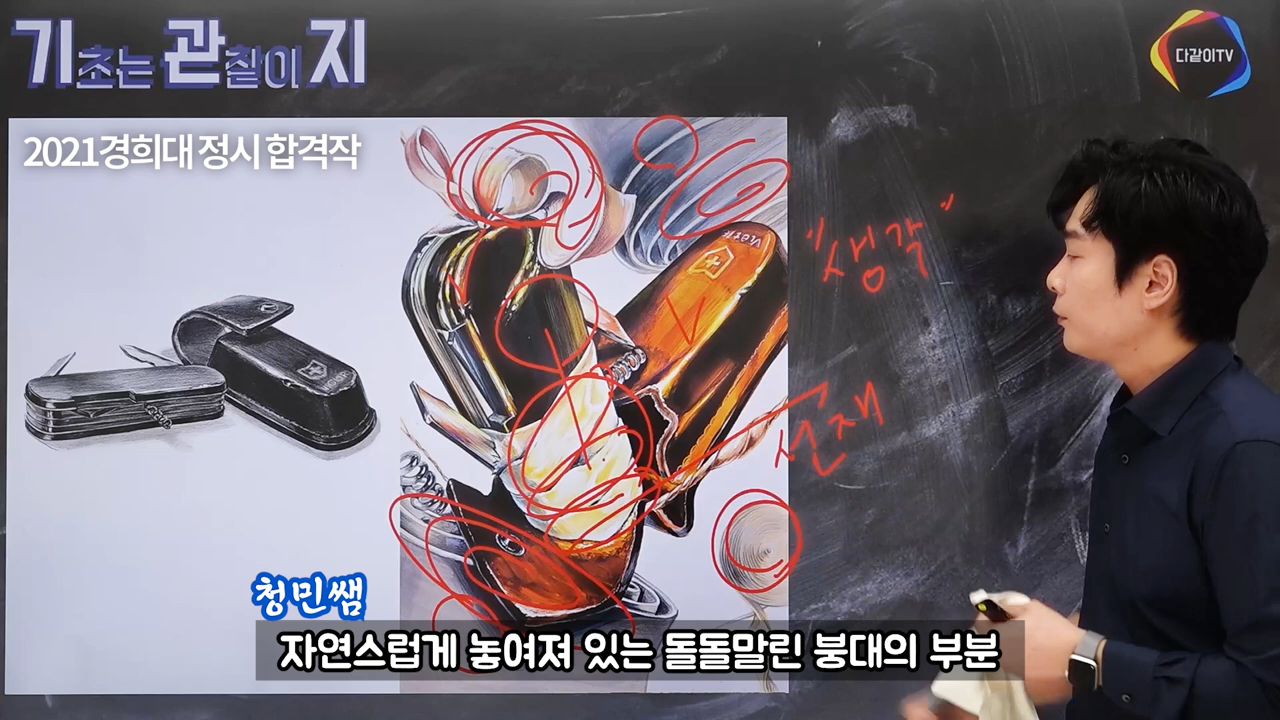 기초는 관찰이지
다같이TV
2021경희대 정시 합격작
"생각"
선재
청민쌤
자연스럽게 놓여져 있는 돌돌말린 붕대의 부분